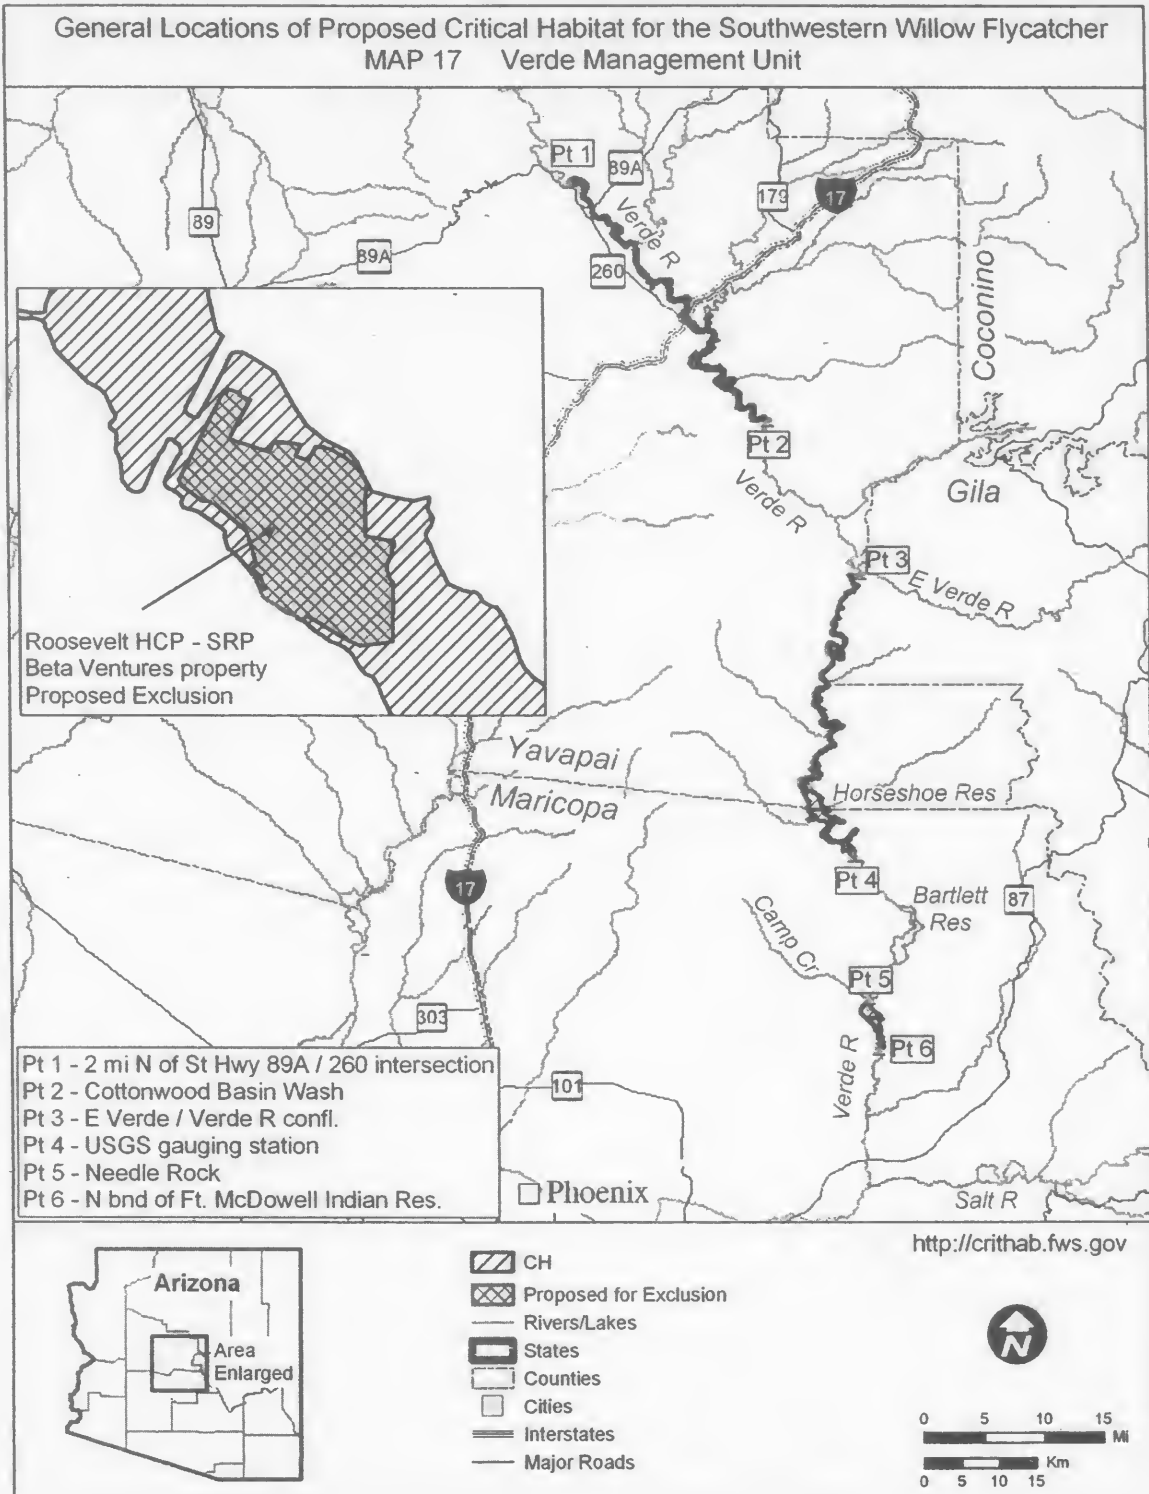 General Locations of Proposed Critical Habitat for the Southwestern Willow Flycatcher
MAP 17 Verde Management Unit
Pt 1
89A
179
17
89
89A
Verde R
260
Coconino
Pt 2
Gila
Verde R
Pt 3
E Verde R
Roosevelt HCP - SRP
Beta Ventures property
Proposed Exclusion
Yavapai
Maricopa
Horseshoe Res
17
Pt 4
Bartlett
Res
87
Camp Cr
Pt 5
303
Pt 6
Verde R
101
Pt 1 - 2 mi N of St Hwy 89A / 260 intersection
Pt 2 - Cottonwood Basin Wash
Pt 3 - E Verde / Verde R confl.
Pt 4 - USGS gauging station
Pt 5 - Needle Rock
Pt 6 - N bnd of Ft. McDowell Indian Res.
Phoenix
Salt R
http://crithab.fws.gov
Arizona
Area
Enlarged
CH
Proposed for Exclusion
Rivers/Lakes
States
Counties
Cities
Interstates
Major Roads
N
0 5 10 15
Mi
Km
0 5 10 15